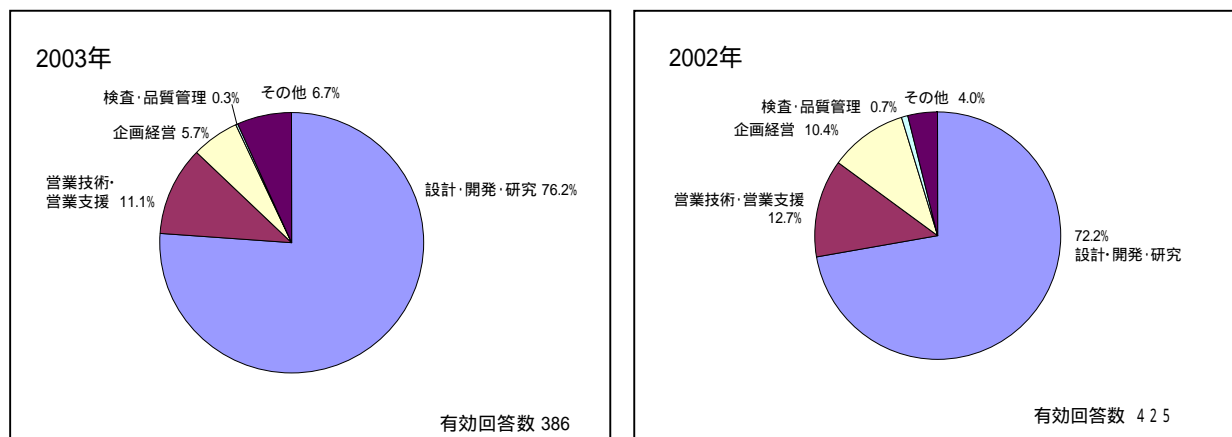 2003年
検査・品質管理 0.3%
その他 6.7%
企画経営 5.7%
営業技術・
営業支援 11.1%
設計・開発・研究 76.2%
有効回答数 386
2002年
検査・品質管理 0.7%
その他 4.0%
企画経営 10.4%
営業技術・営業支援
12.7%
72.2%
設計・開発・研究
有効回答数 425